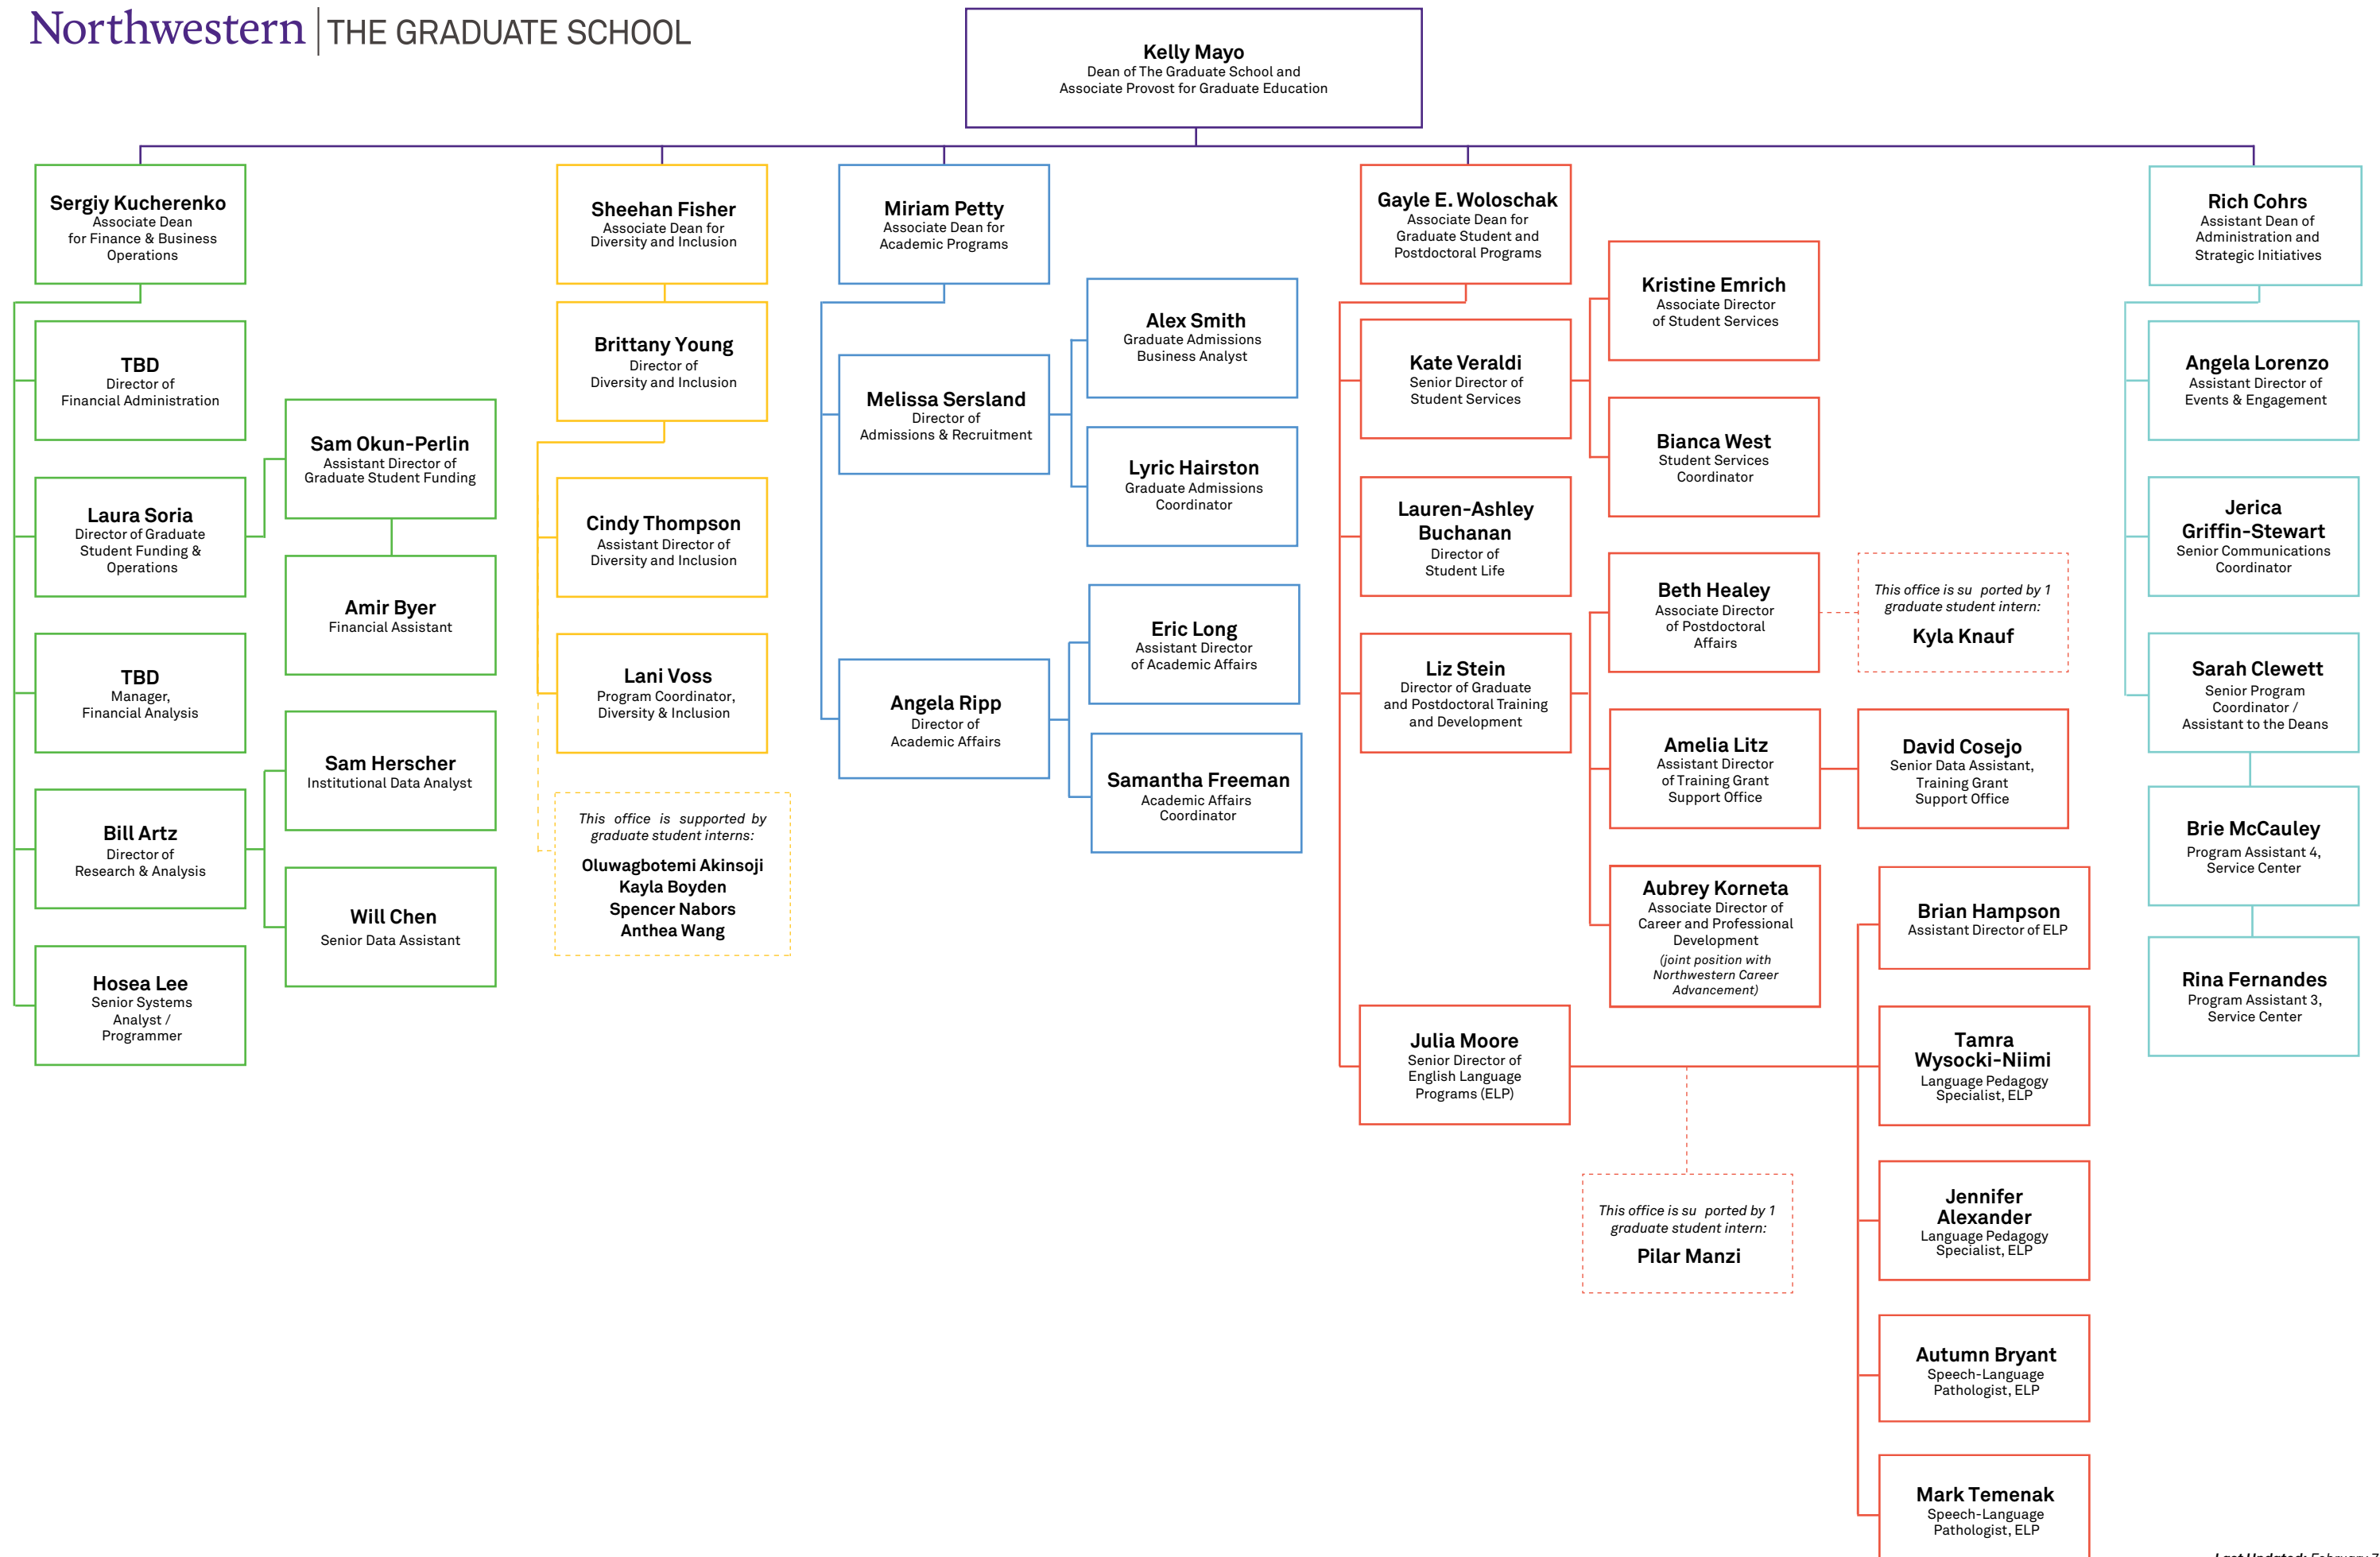 Northwestern | THE GRADUATE SCHOOL
Kelly Mayo
Dean of The Graduate School and
Associate Provost for Graduate Education
Sergiy Kucherenko
Associate Dean
for Finance & Business
Operations
TBD
Director of
Financial Administration
Laura Soria
Director of Graduate
Student Funding &
Operations
Sam Okun-Perlin
Assistant Director of
Graduate Student Funding
Amir Byer
Financial Assistant
TBD
Manager,
Financial Analysis
Bill Artz
Director of
Research & Analysis
Sam Herscher
Institutional Data Analyst
Will Chen
Senior Data Assistant
Hosea Lee
Senior Systems
Analyst /
Programmer
Sheehan Fisher
Associate Dean for
Diversity and Inclusion
Brittany Young
Director of
Diversity and Inclusion
Cindy Thompson
Assistant Director of
Diversity and Inclusion
Lani Voss
Program Coordinator,
Diversity & Inclusion
This office is supported by
graduate student interns:
Oluwagbotemi Akinsoji
Kayla Boyden
Spencer Nabors
Anthea Wang
Miriam Petty
Associate Dean for
Academic Programs
Melissa Sersland
Director of
Admissions & Recruitment
Alex Smith
Graduate Admissions
Business Analyst
Lyric Hairston
Graduate Admissions
Coordinator
Angela Ripp
Director of
Academic Affairs
Eric Long
Assistant Director
of Academic Affairs
Samantha Freeman
Academic Affairs
Coordinator
Gayle E. Woloschak
Associate Dean for
Graduate Student and
Postdoctoral Programs
Kate Veraldi
Senior Director of
Student Services
Kristine Emrich
Associate Director
of Student Services
Bianca West
Student Services
Coordinator
Lauren-Ashley
Buchanan
Director of
Student Life
Liz Stein
Director of Graduate
and Postdoctoral Training
and Development
Beth Healey
Associate Director
of Postdoctoral
Affairs
This office is su ported by 1
graduate student intern:
Kyla Knauf
Amelia Litz
Assistant Director
of Training Grant
Support Office
David Cosejo
Senior Data Assistant,
Training Grant
Support Office
Aubrey Korneta
Associate Director of
Career and Professional
Development
(joint position with
Northwestern Career
Advancement)
Julia Moore
Senior Director of
English Language
Programs (ELP)
This office is su ported by 1
graduate student intern:
Pilar Manzi
Brian Hampson
Assistant Director of ELP
Tamra
Wysocki-Niimi
Language Pedagogy
Specialist, ELP
Jennifer
Alexander
Language Pedagogy
Specialist, ELP
Autumn Bryant
Speech-Language
Pathologist, ELP
Mark Temenak
Speech-Language
Pathologist, ELP
Rich Cohrs
Assistant Dean of
Administration and
Strategic Initiatives
Angela Lorenzo
Assistant Director of
Events & Engagement
Jerica
Griffin-Stewart
Senior Communications
Coordinator
Sarah Clewett
Senior Program
Coordinator /
Assistant to the Deans
Brie McCauley
Program Assistant 4,
Service Center
Rina Fernandes
Program Assistant 3,
Service Center
Last Updated: February 7